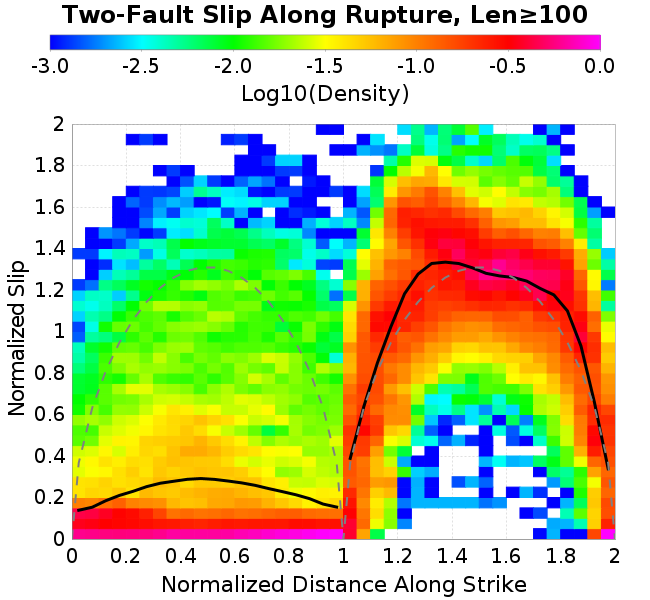 Two-Fault Slip Along Rupture, Len≥100
-3.0 -2.5 -2.0 -1.5 -1.0 -0.5 0.0
Log10(Density)
Normalized Slip
2
1.8
1.6
1.4
1.2
1
0.8
0.6
0.4
0.2
0
0 0.2 0.4 0.6 0.8 1 1.2 1.4 1.6 1.8 2
Normalized Distance Along Strike